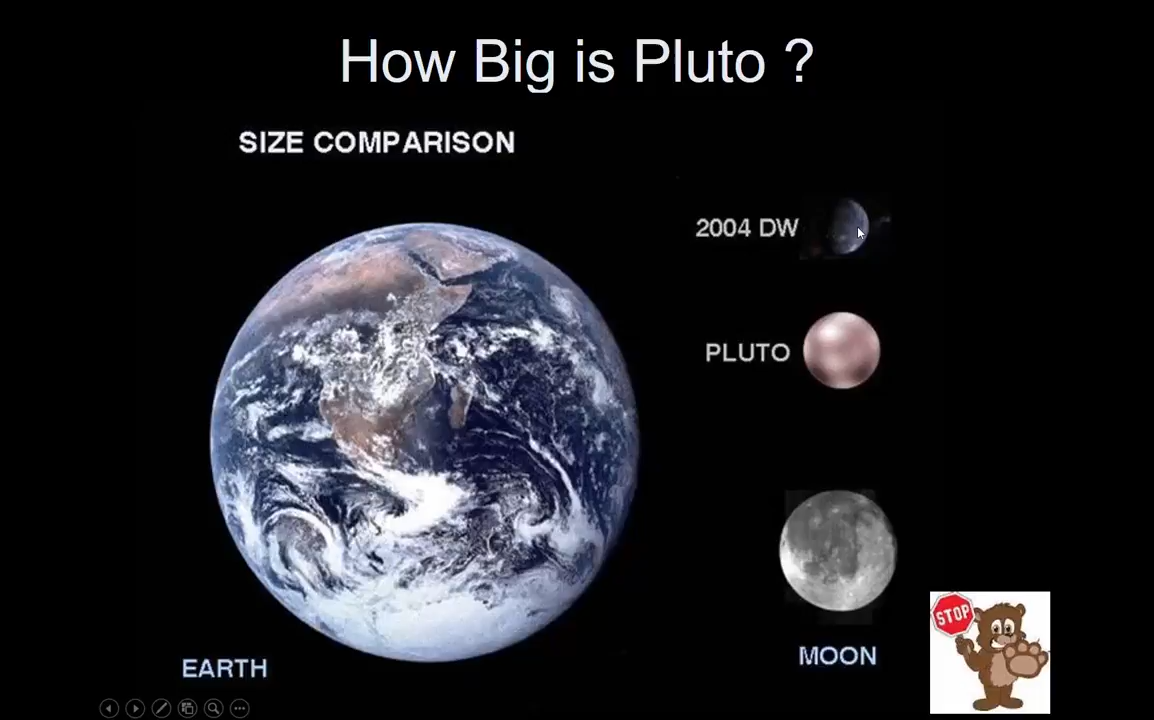 How Big is Pluto ?
SIZE COMPARISON
2004 DW
PLUTO
STOP
MOON
EARTH